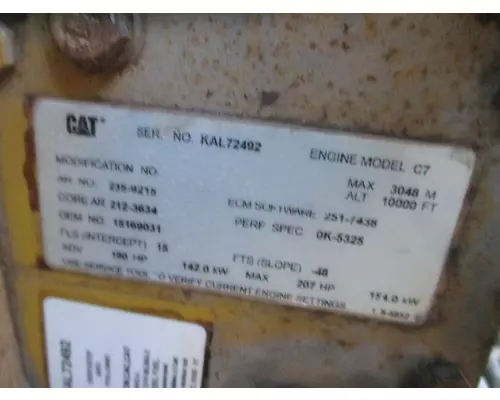 CAT SER. NO. KAL72492 ENGINE MODEL C7
MODIFICATION NO. MAX 3048 M
AR NO. 235-9215 ALT 10000 FT
CORE AR 212-3634 ECM SOFTWARE 251-7438
OEM NO. 15169031 PERF SPEC 0K-5325
FLS (INTERCEPT) 15 FTS (SLOPE) -48
ADV 190 HP 142.0 kW MAX 207 HP 154.0 kW
USE SERVICE TOOL TO VERIFY CURRENT ENGINE SETTINGS
KAL72492